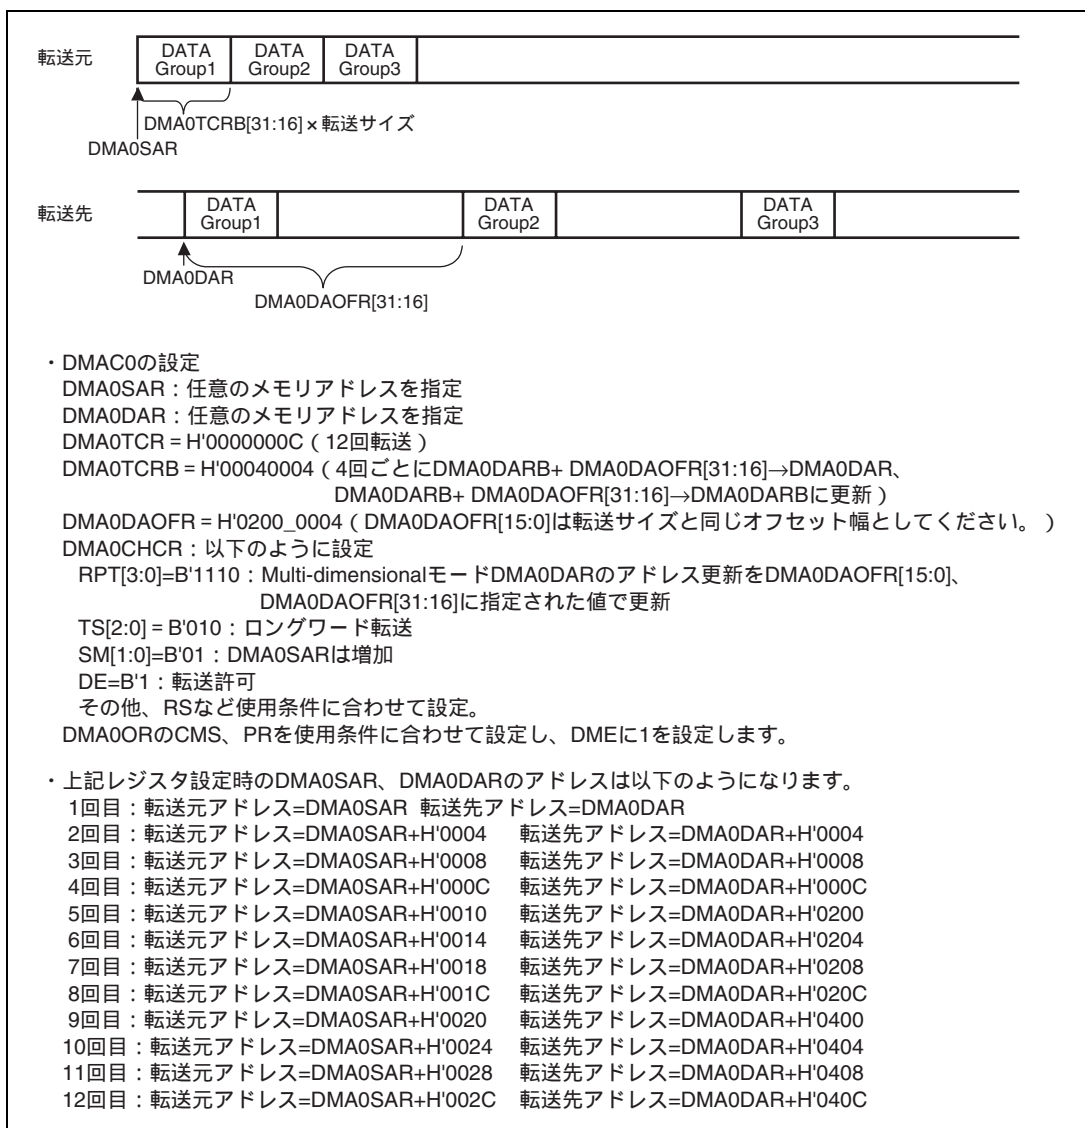 転送元
DATA Group1
DATA Group2
DATA Group3
DMA0TCRB[31:16]×転送サイズ
DMA0SAR
転送先
DATA Group1
DATA Group2
DATA Group3
DMA0DAR
DMA0DAOFR[31:16]
・DMAC0の設定
DMA0SAR：任意のメモリアドレスを指定
DMA0DAR：任意のメモリアドレスを指定
DMA0TCR = H'0000000C（12回転送）
DMA0TCRB = H'00040004（4回ごとにDMA0DARB+ DMA0DAOFR[31:16]→DMA0DAR、
DMA0DARB+ DMA0DAOFR[31:16]→DMA0DARBに更新）
DMA0DAOFR = H'0200_0004（DMA0DAOFR[15:0]は転送サイズと同じオフセット幅としてください。）
DMA0CHCR：以下のように設定
RPT[3:0]=B'1110：Multi-dimensionalモードDMA0DARのアドレス更新をDMA0DAOFR[15:0]、
DMA0DAOFR[31:16]に指定された値で更新
TS[2:0] = B'010：ロングワード転送
SM[1:0]=B'01：DMA0SARは増加
DE=B'1：転送許可
その他、RSなど使用条件に合わせて設定。
DMA0ORのCMS、PRを使用条件に合わせて設定し、DMEに1を設定します。
・上記レジスタ設定時のDMA0SAR、DMA0DARのアドレスは以下のようになります。
1回目：転送元アドレス=DMA0SAR 転送先アドレス=DMA0DAR
2回目：転送元アドレス=DMA0SAR+H'0004 転送先アドレス=DMA0DAR+H'0004
3回目：転送元アドレス=DMA0SAR+H'0008 転送先アドレス=DMA0DAR+H'0008
4回目：転送元アドレス=DMA0SAR+H'000C 転送先アドレス=DMA0DAR+H'000C
5回目：転送元アドレス=DMA0SAR+H'0010 転送先アドレス=DMA0DAR+H'0200
6回目：転送元アドレス=DMA0SAR+H'0014 転送先アドレス=DMA0DAR+H'0204
7回目：転送元アドレス=DMA0SAR+H'0018 転送先アドレス=DMA0DAR+H'0208
8回目：転送元アドレス=DMA0SAR+H'001C 転送先アドレス=DMA0DAR+H'020C
9回目：転送元アドレス=DMA0SAR+H'0020 転送先アドレス=DMA0DAR+H'0400
10回目：転送元アドレス=DMA0SAR+H'0024 転送先アドレス=DMA0DAR+H'0404
11回目：転送元アドレス=DMA0SAR+H'0028 転送先アドレス=DMA0DAR+H'0408
12回目：転送元アドレス=DMA0SAR+H'002C 転送先アドレス=DMA0DAR+H'040C